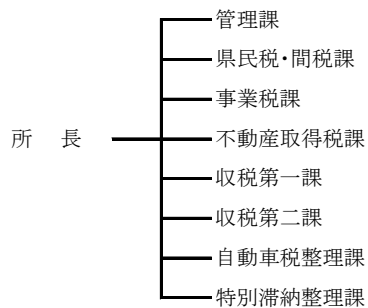 管理課
県民税・間税課
事業税課
所　長
不動産取得税課
収税第一課
収税第二課
自動車税整理課
特別滞納整理課